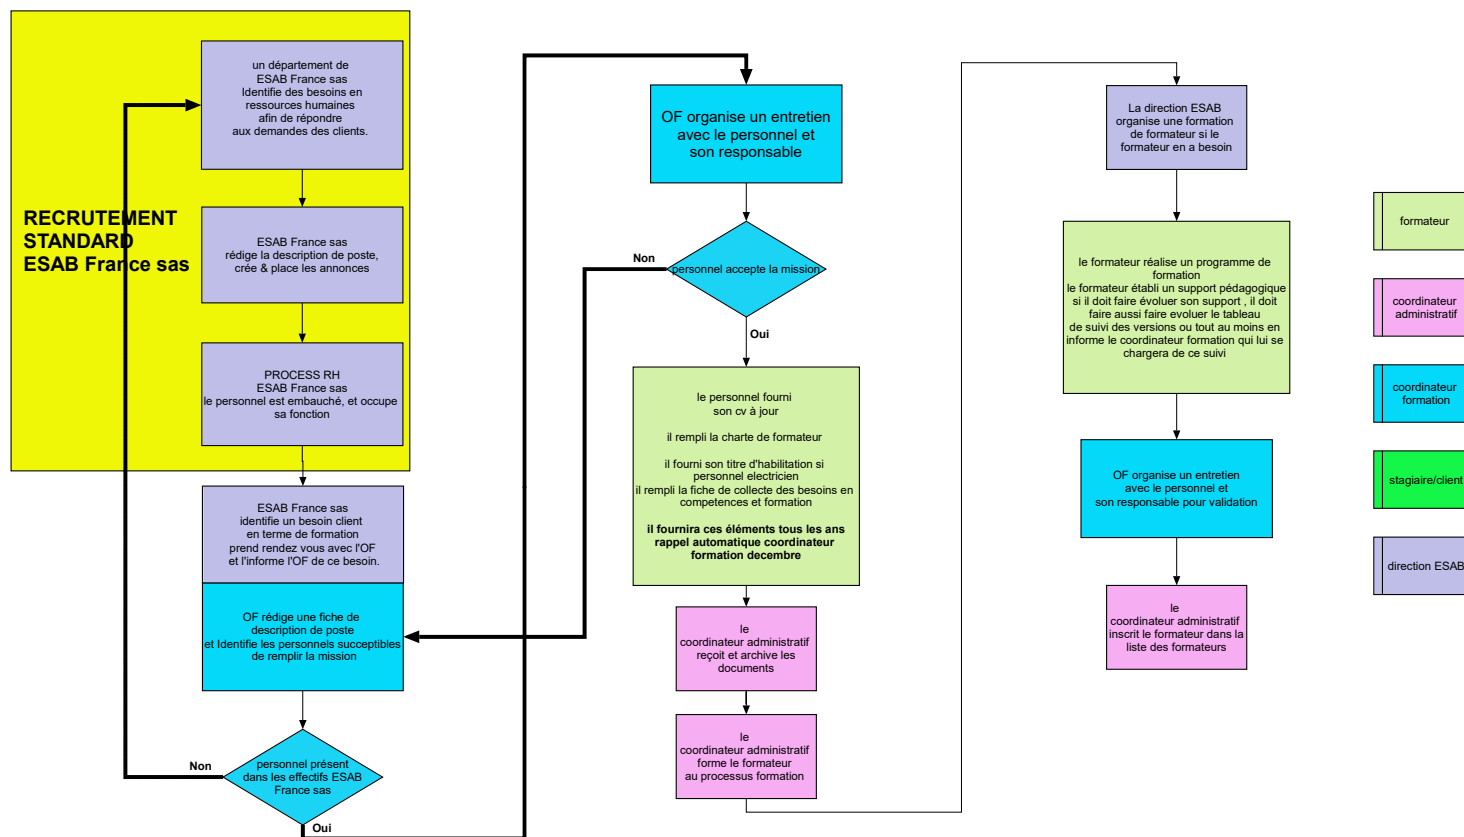 un département de
ESAB France sas
Identifie des besoins en
ressources humaines
afin de répondre
aux demandes des clients.
RECRUTEMENT
STANDARD
ESAB France sas
ESAB France sas
rédige la description de poste,
crée & place les annonces
PROCESS RH
ESAB France sas
le personnel est embauché, et occupe
sa fonction
ESAB France sas
identifie un besoin client
en terme de formation
prend rendez vous avec l'OF
et l'informe l'OF de ce besoin.
OF rédige une fiche de
description de poste
et Identifie les personnels succeptibles
de remplir la mission
Non
personnel présent
dans les effectifs ESAB
France sas
Oui
OF organise un entretien
avec le personnel et
son responsable
Non
personnel accepte la mission
Oui
le personnel fourni
son cv à jour
il rempli la charte de formateur
il fourni son titre d'habilitation si
personnel electricien
il rempli la fiche de collecte des besoins en
competences et formation
il fournira ces éléments tous les ans
rappel automatique coordinateur
formation decembre
le
coordinateur administratif
reçoit et archive les
documents
le
coordinateur administratif
forme le formateur
au processus formation
La direction ESAB
organise une formation
de formateur si le
formateur en a besoin
le formateur réalise un programme de
formation
le formateur établi un support pédagogique
si il doit faire évoluer son support , il doit
faire aussi faire evoluer le tableau
de suivi des versions ou tout au moins en
informe le coordinateur formation qui lui se
chargera de ce suivi
OF organise un entretien
avec le personnel et
son responsable pour validation
le
coordinateur administratif
inscrit le formateur dans la
liste des formateurs
formateur
coordinateur
administratif
coordinateur
formation
stagiaire/client
direction ESAB